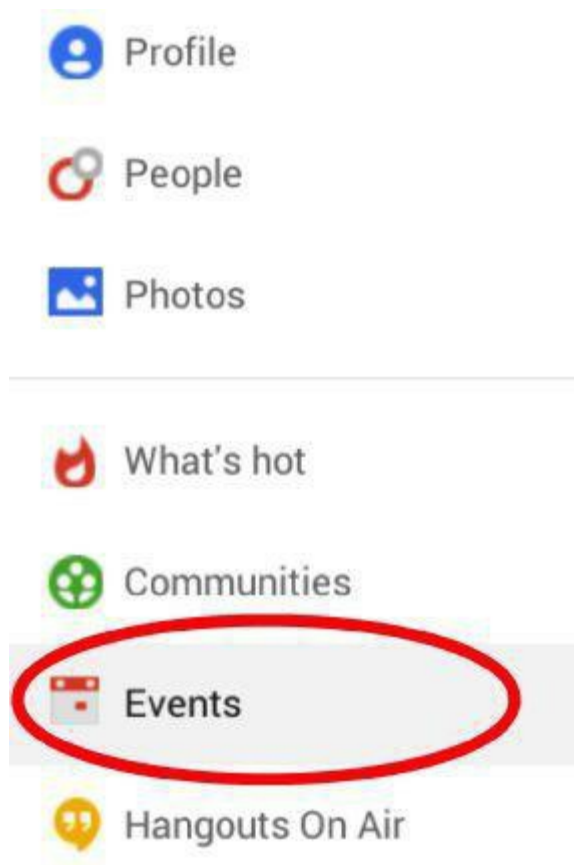 Profile
People
Photos
What's hot
Communities
Events
Hangouts On Air